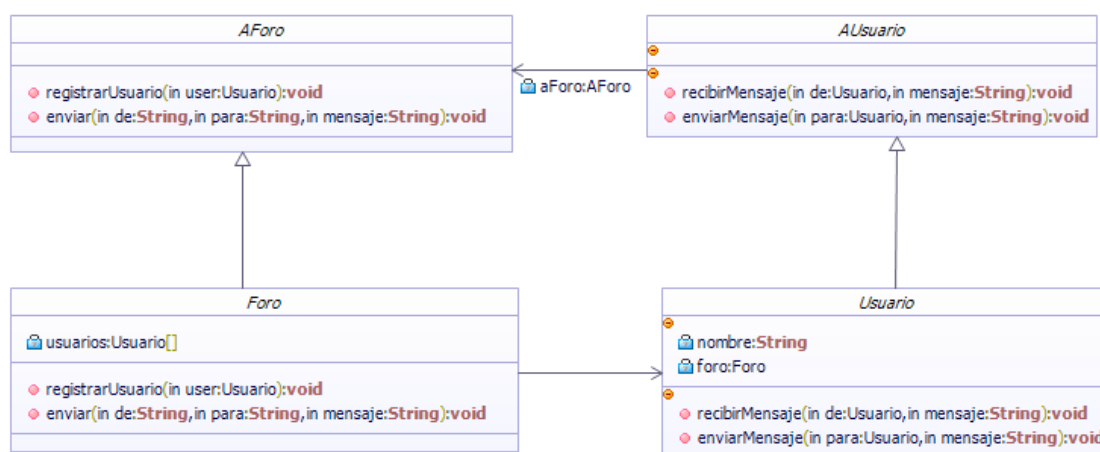 AForo
registrarUsuario(in user:Usuario):void
enviar(in de:String,in para:String,in mensaje:String):void
aForo:AForo
AUsuario
recibirMensaje(in de:Usuario,in mensaje:String):void
enviarMensaje(in para:Usuario,in mensaje:String):void
Foro
usuarios:Usuario[]
registrarUsuario(in user:Usuario):void
enviar(in de:String,in para:String,in mensaje:String):void
Usuario
nombre:String
foro:Foro
recibirMensaje(in de:Usuario,in mensaje:String):void
enviarMensaje(in para:Usuario,in mensaje:String):void